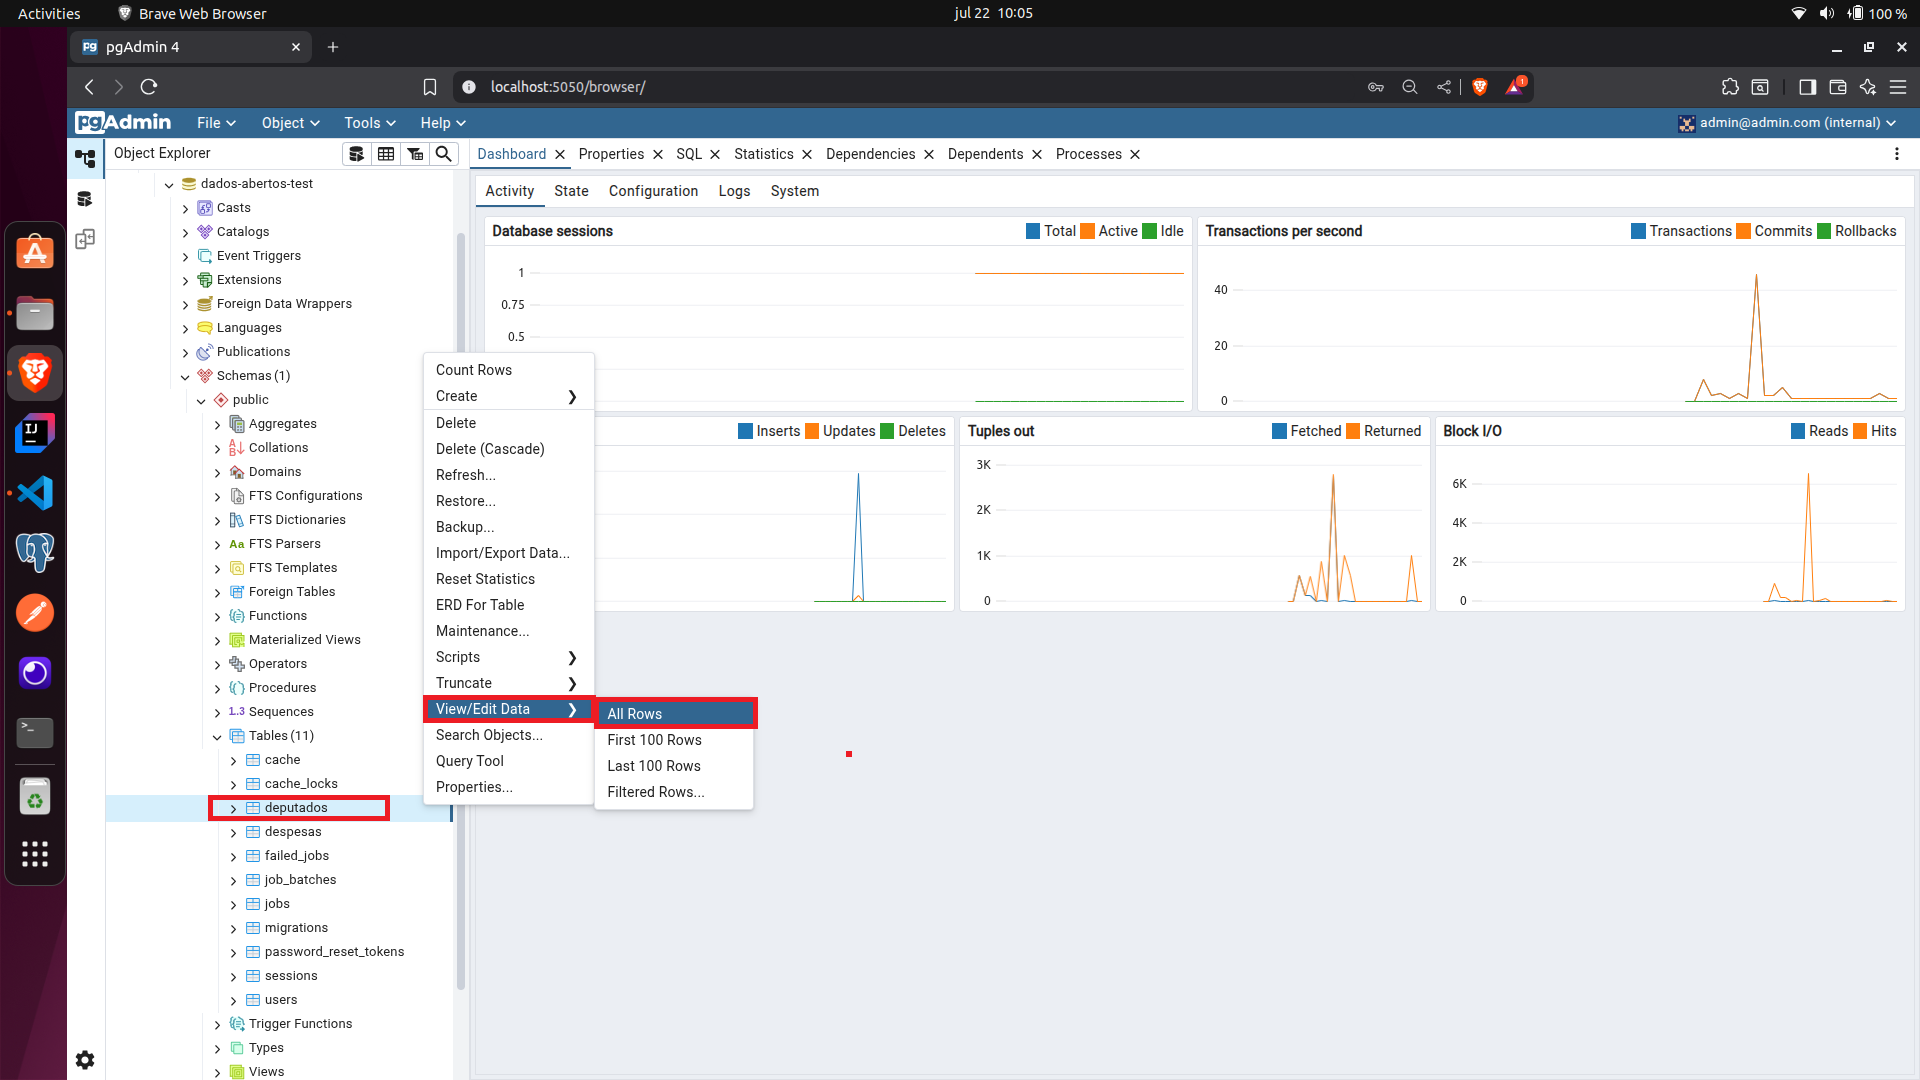 Activities
Brave Web Browser
jul 22 10:05
100 %
pgAdmin 4
localhost:5050/browser/
1
pgAdmin
File
Object
Tools
Help
admin@admin.com (internal)
Object Explorer
Dashboard
Properties
SQL
Statistics
Dependencies
Dependents
Processes
Activity
State
Configuration
Logs
System
dados-abertos-test
Casts
Catalogs
Event Triggers
Extensions
Foreign Data Wrappers
Languages
Publications
Schemas (1)
public
Aggregates
Collations
Domains
FTS Configurations
FTS Dictionaries
Aa FTS Parsers
FTS Templates
Foreign Tables
Functions
Materialized Views
Operators
Procedures
1..3 Sequences
Tables (11)
cache
cache_locks
deputados
despesas
failed_jobs
job_batches
jobs
migrations
password_reset_tokens
sessions
users
Trigger Functions
Types
Views
Count Rows
Create
Delete
Delete (Cascade)
Refresh...
Restore...
Backup...
Import/Export Data...
Reset Statistics
ERD For Table
Maintenance...
Scripts
Truncate
View/Edit Data
Search Objects...
Query Tool
Properties...
All Rows
First 100 Rows
Last 100 Rows
Filtered Rows...
Database sessions
Total Active Idle
1
0.75
0.5
Transactions per second
Transactions Commits Rollbacks
40
20
0
Inserts Updates Deletes
Tuples out
Fetched Returned
3K
2K
1K
0
Block I/O
Reads Hits
6K
4K
2K
0